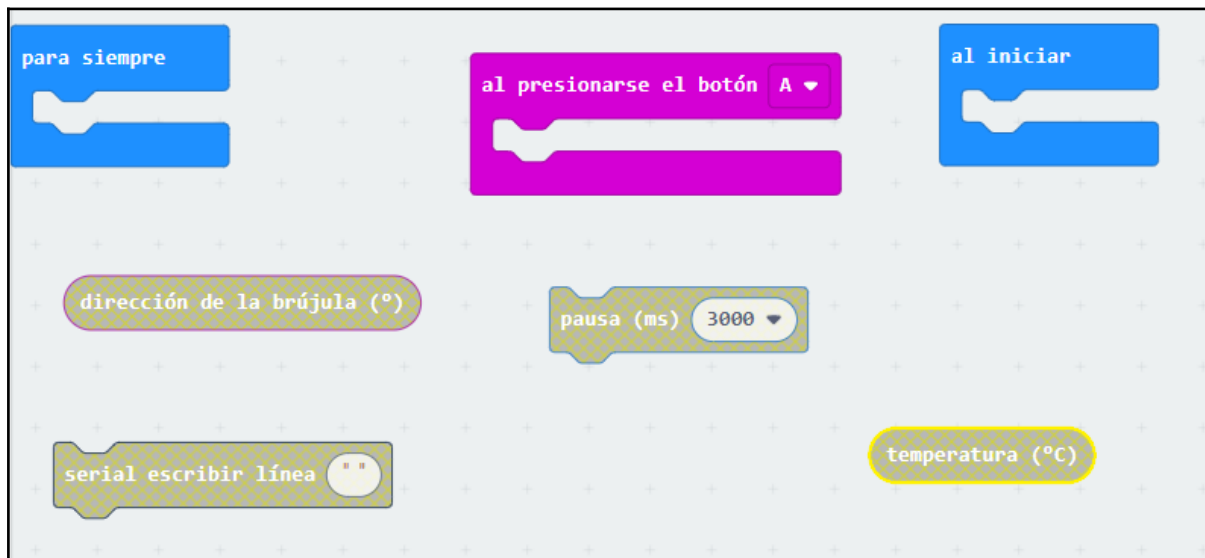 para siempre
al presionarse el botón A
al iniciar
dirección de la brújula (º)
pausa (ms) 3000
serial escribir línea " "
temperatura (ºC)